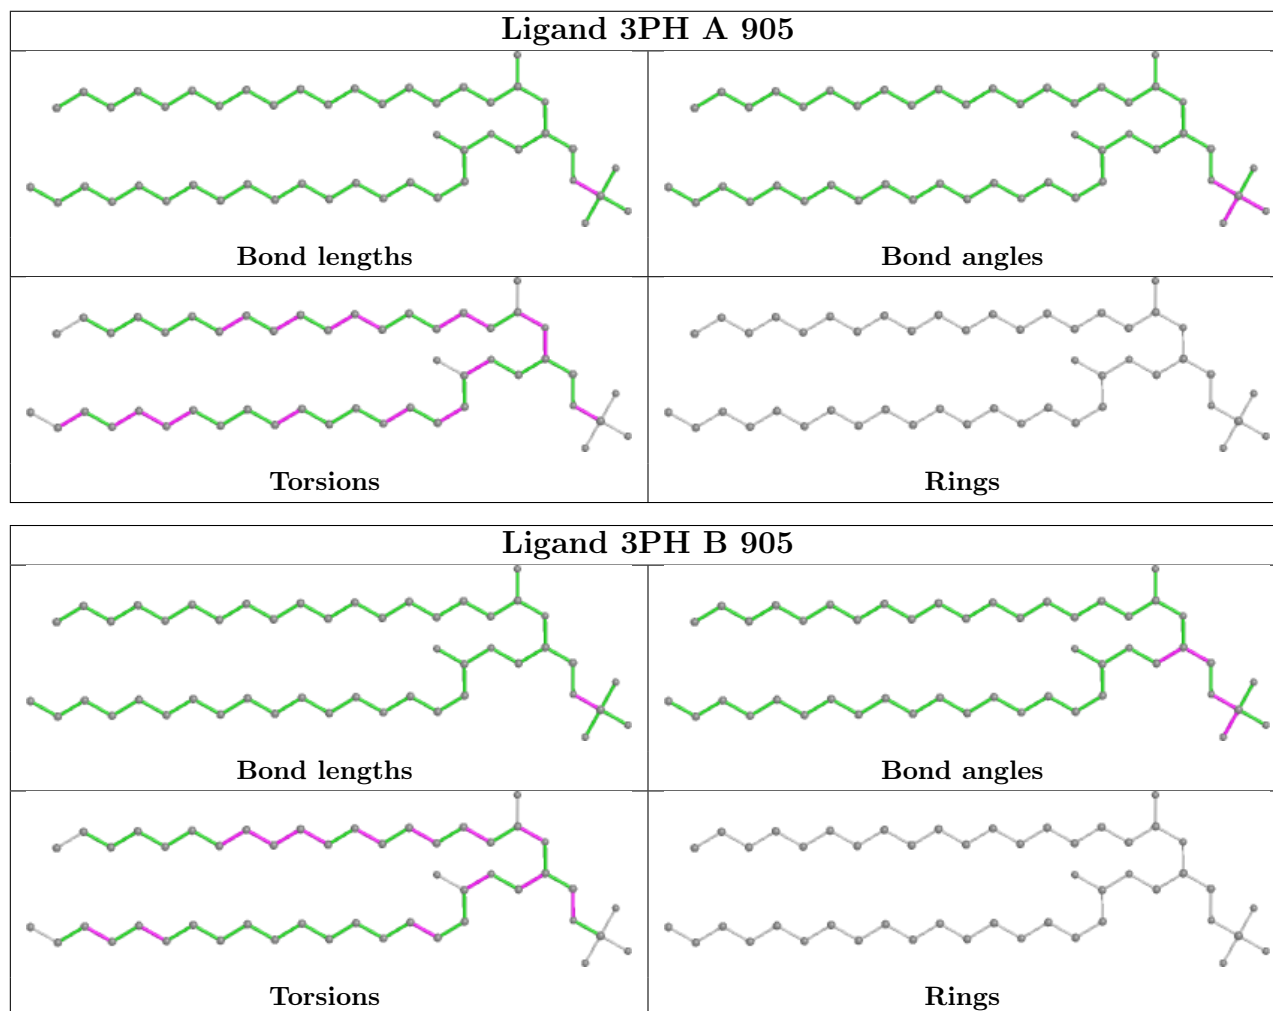 Ligand 3PH A 905
Bond lengths
Bond angles
Torsions
Rings
Ligand 3PH B 905
Bond lengths
Bond angles
Torsions
Rings